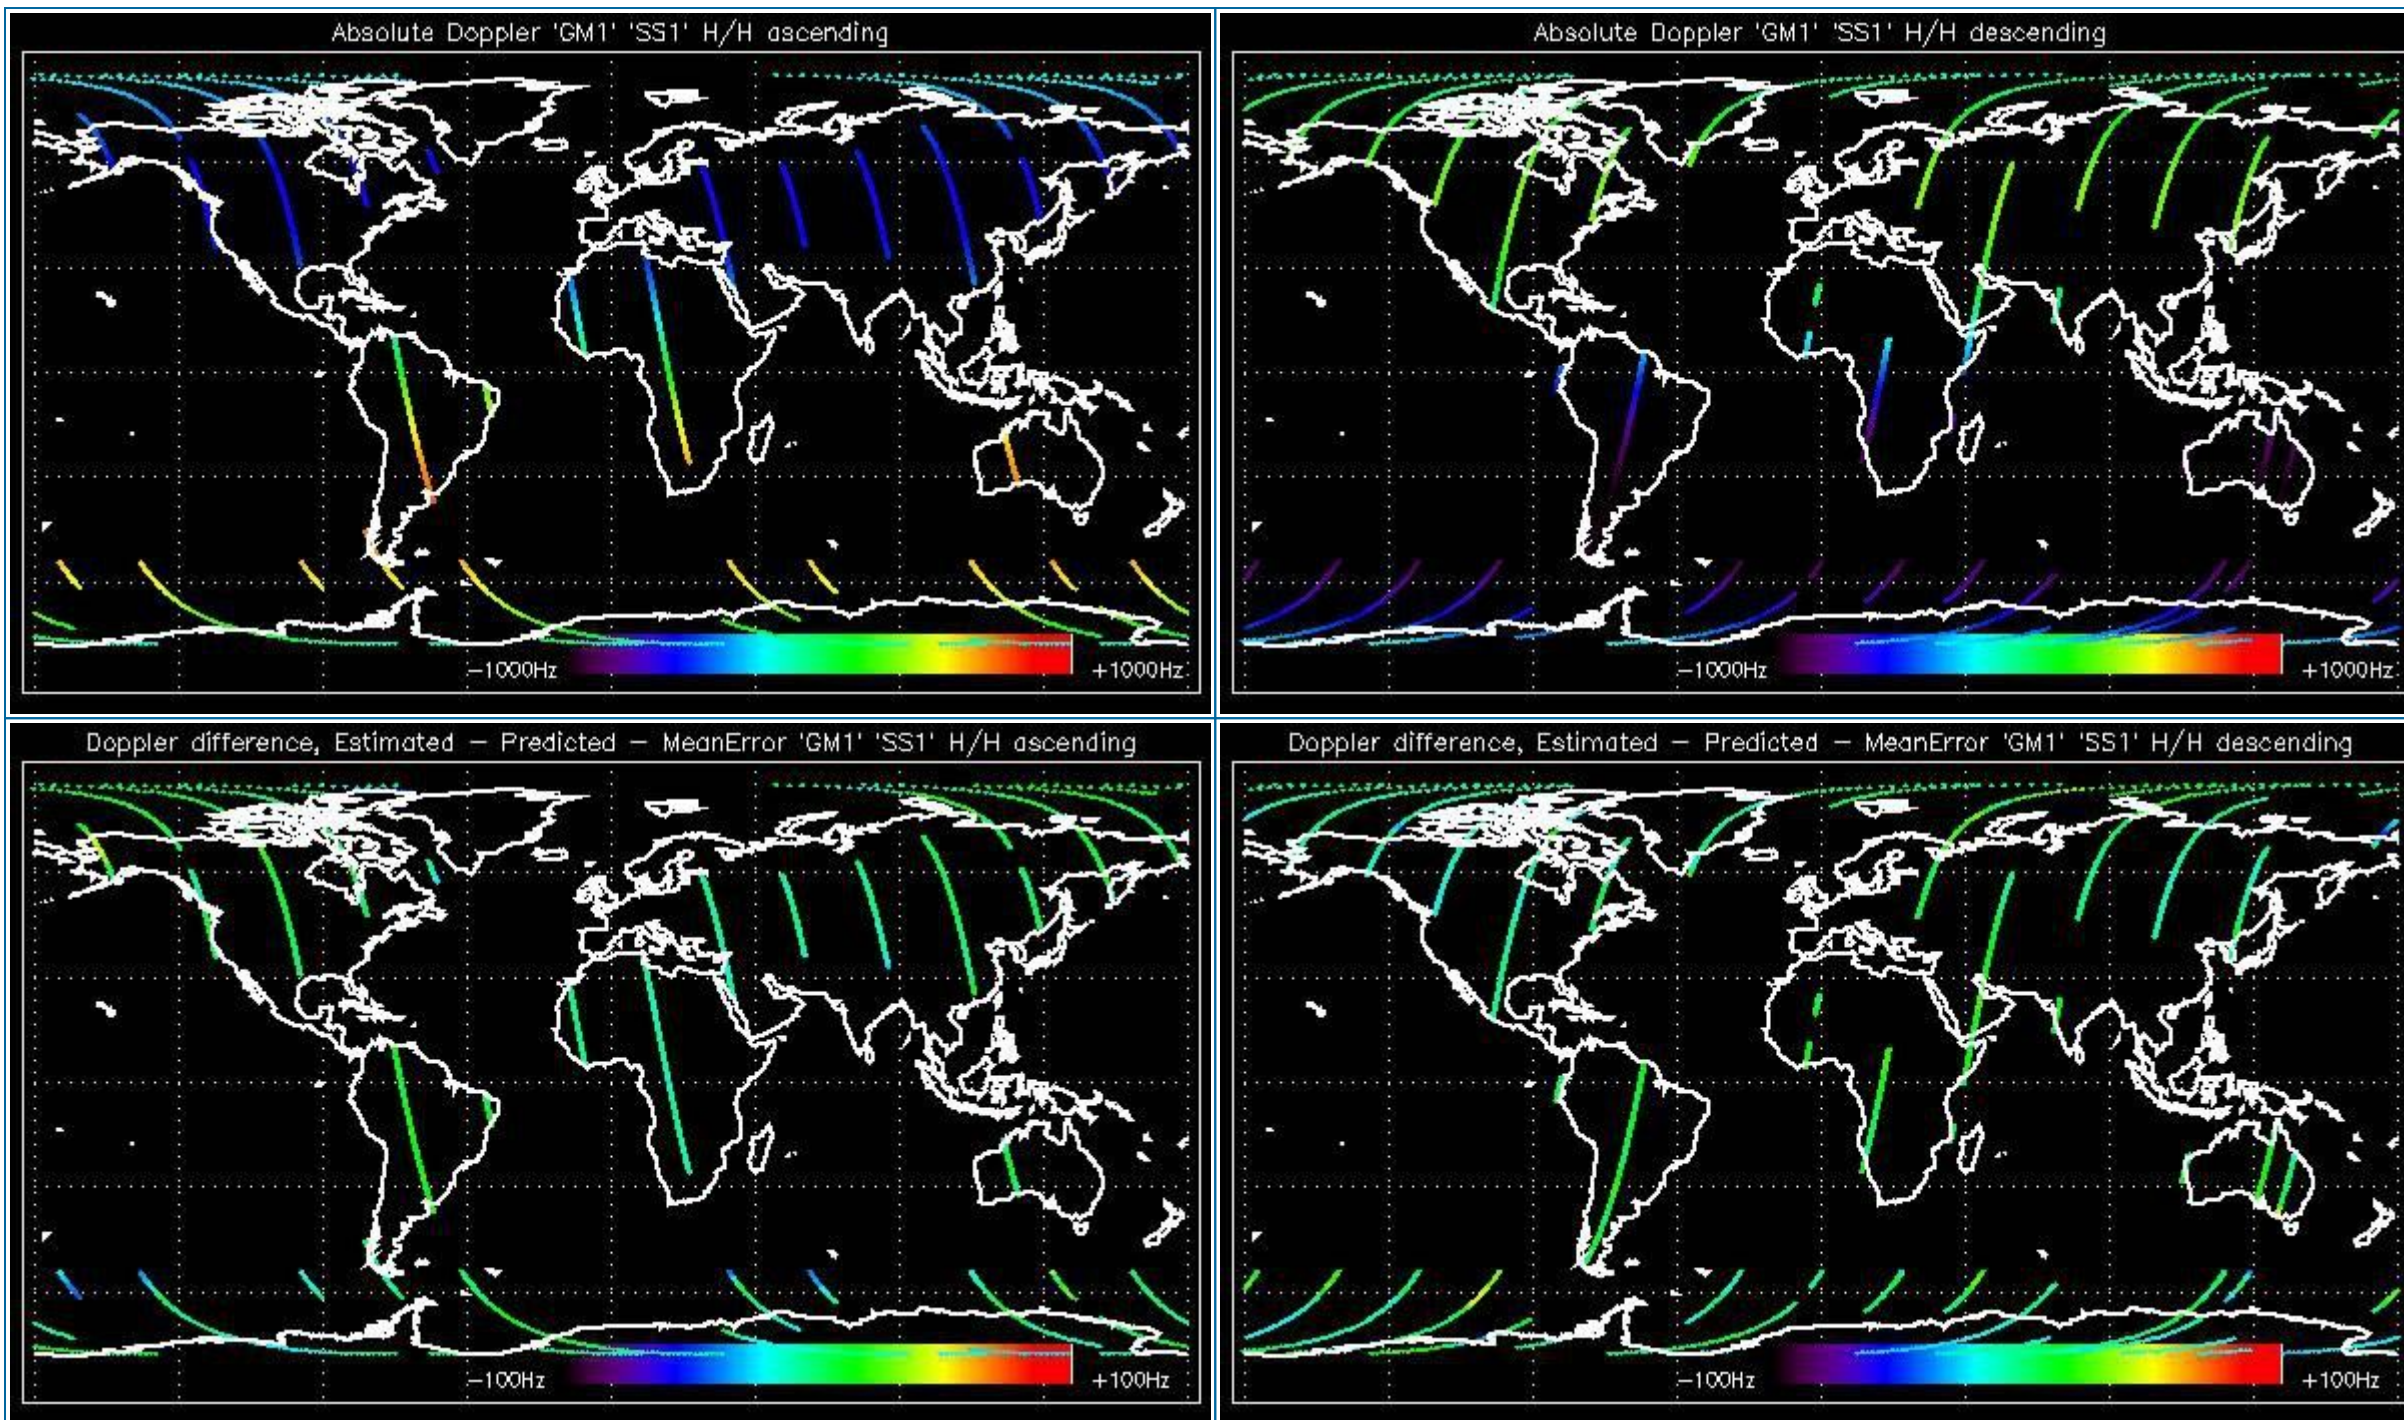 Absolute Doppler 'GM1' 'SS1' H/H ascending
-1000Hz
+1000Hz
Absolute Doppler 'GM1' 'SS1' H/H descending
-1000Hz
+1000Hz
Doppler difference, Estimated - Predicted - MeanError 'GM1' 'SS1' H/H ascending
-100Hz
+100Hz
Doppler difference, Estimated - Predicted - MeanError 'GM1' 'SS1' H/H descending
-100Hz
+100Hz